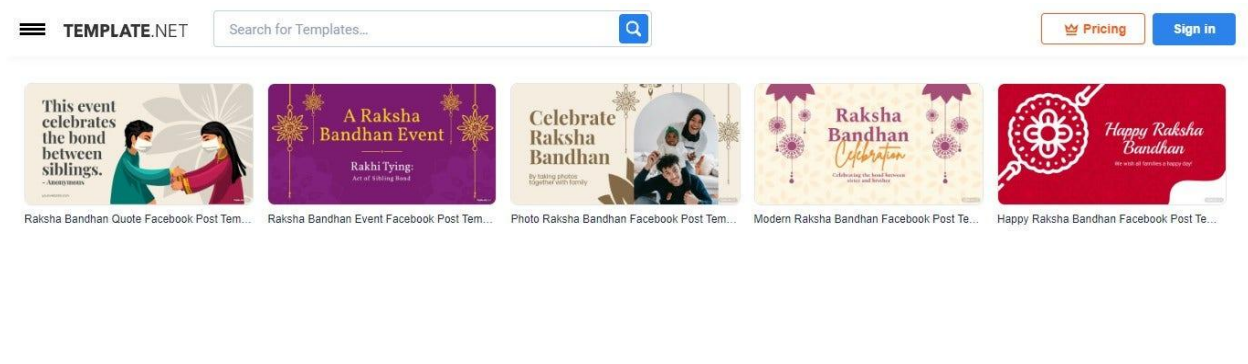 TEMPLATE.NET
Search for Templates...
Pricing
Sign in
This event
celebrates
the bond
between
siblings.
- Anonymous
A Raksha
Bandhan Event
Rakhi Tying:
Act of Sibling Bond
Celebrate
Raksha
Bandhan
By taking photos
together with family
Raksha
Bandhan
Celebration
Celebrating the bond between
sister and brother
Happy Raksha
Bandhan
We wish all families a happy day!
Raksha Bandhan Quote Facebook Post Tem...
Raksha Bandhan Event Facebook Post Tem...
Photo Raksha Bandhan Facebook Post Tem...
Modern Raksha Bandhan Facebook Post Te...
Happy Raksha Bandhan Facebook Post Te...